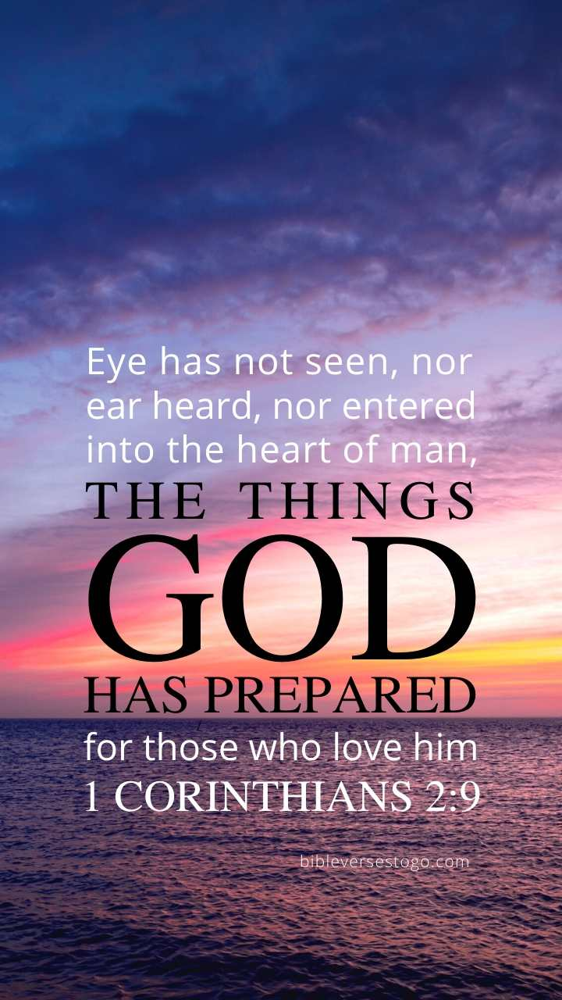 Eye has not seen, nor
ear heard, nor entered
into the heart of man,
THE THINGS
GOD
HAS PREPARED
for those who love him
1 CORINTHIANS 2:9
bibleversestogo.com